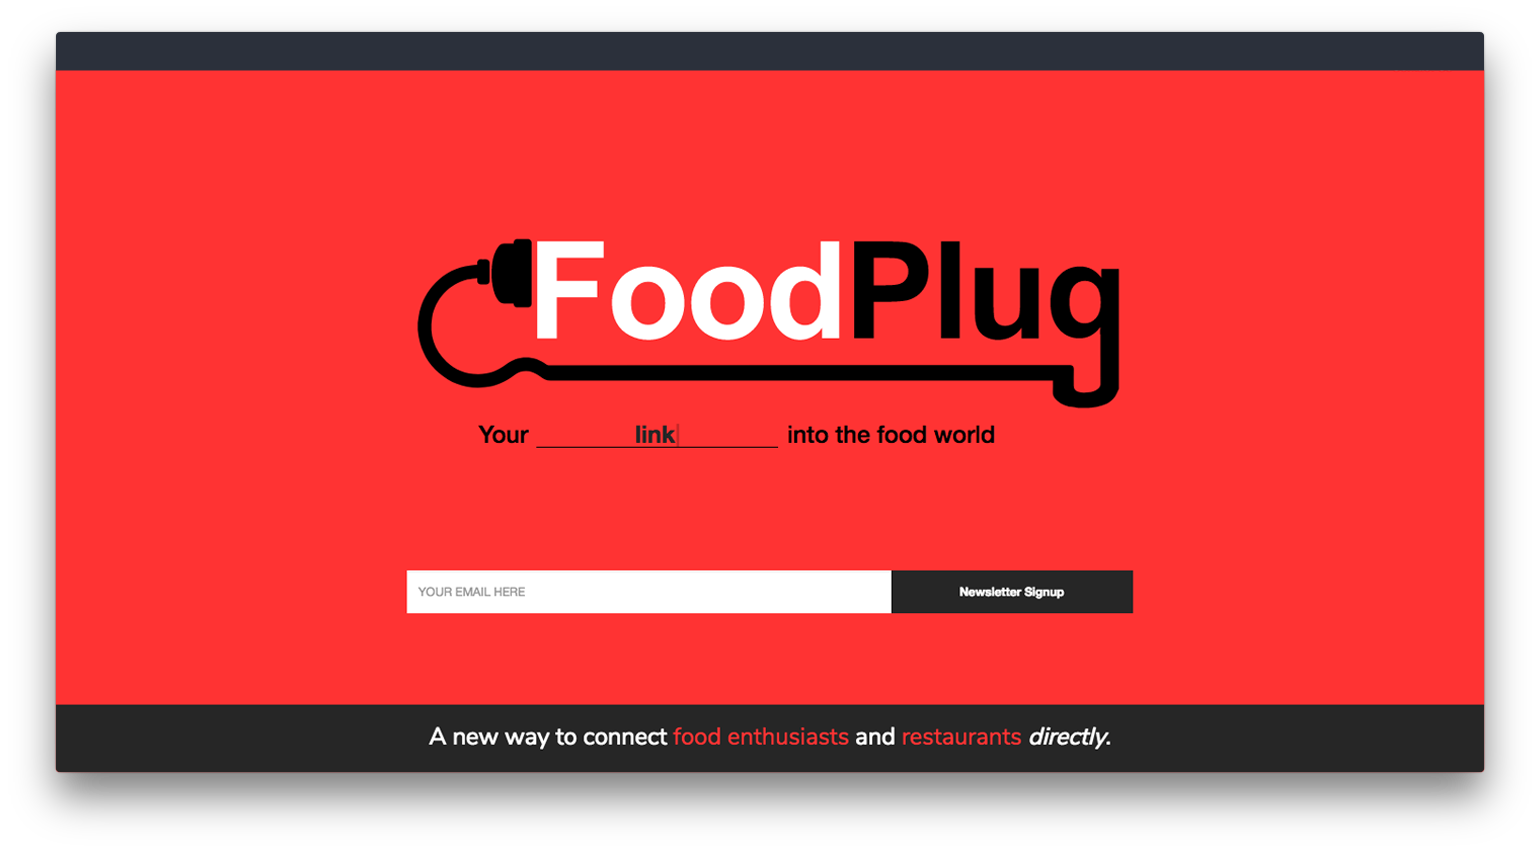 FoodPlug
Your link into the food world
YOUR EMAIL HERE
Newsletter Signup
A new way to connect food enthusiasts and restaurants directly.